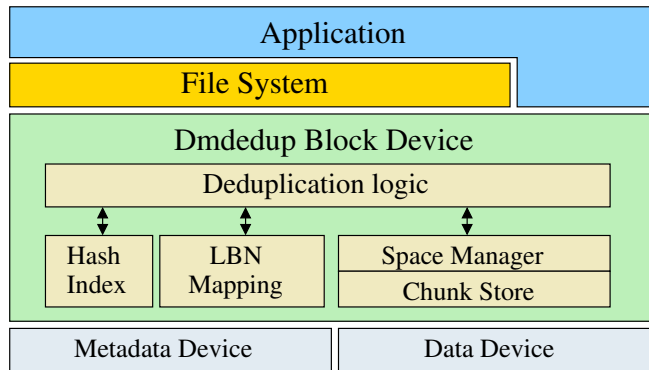 Application
File System
Dmdedup Block Device
Deduplication logic
Hash
Index
LBN
Mapping
Space Manager
Chunk Store
Metadata Device
Data Device